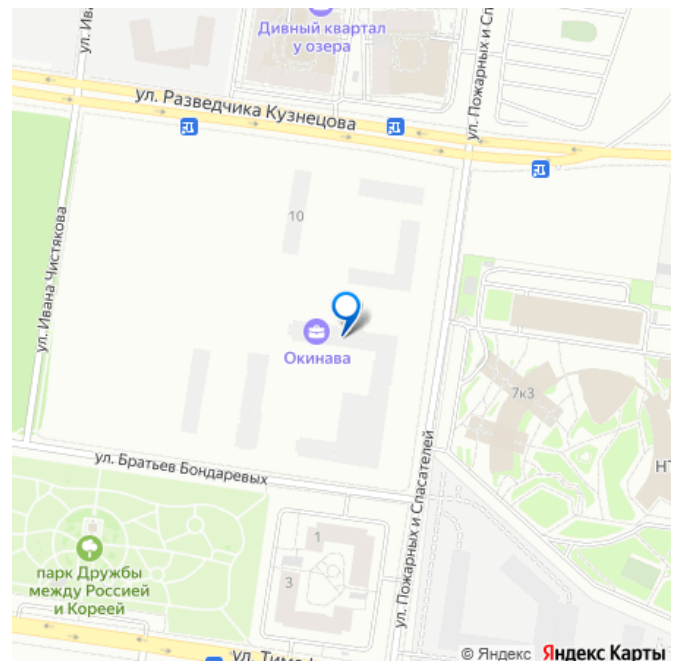 Дивный квартал
у озера
ул. Ива
ул. Пожарных и Сп
ул. Разведчика Кузнецова
10
ул. Ивана Чистякова
Окинава
7к3
ул. Братьев Бондаревых
ул. Пожарных и Спасателей
НТ
1
3
парк Дружбы
между Россией
и Кореей
ул. Тим
© Яндекс Яндекс Карты